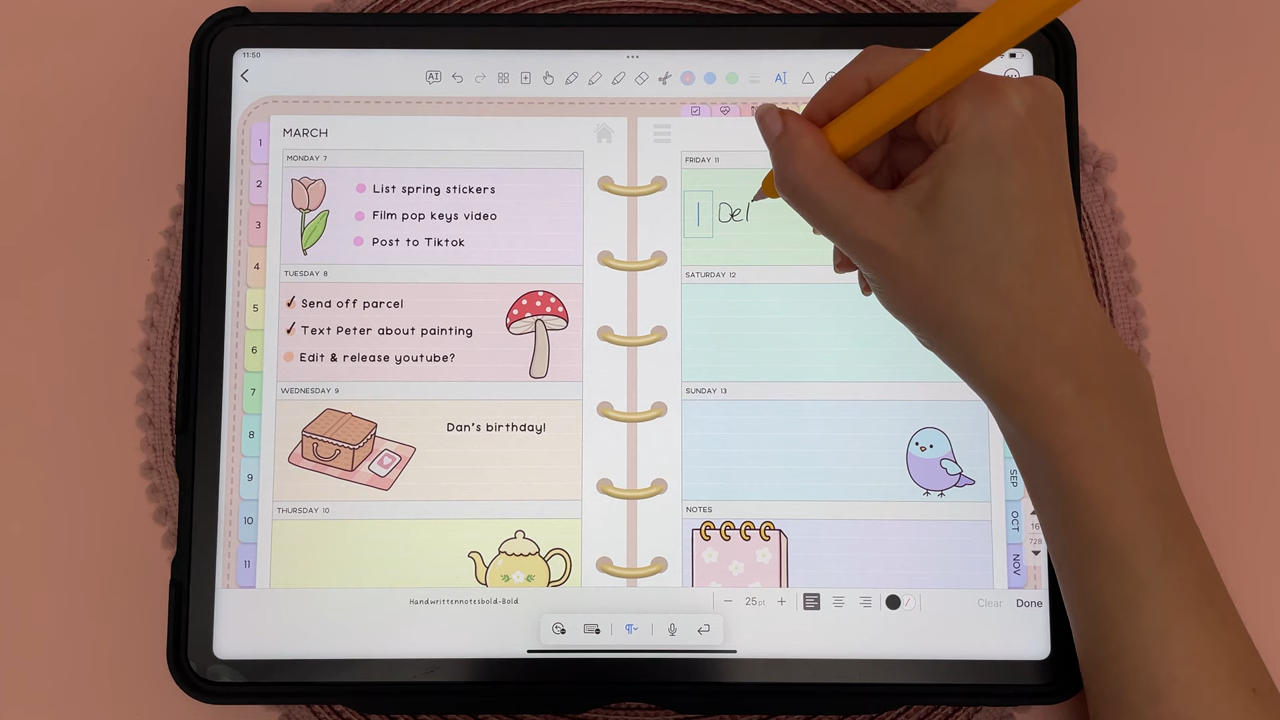 11:50
MARCH
MONDAY 7
List spring stickers
Film pop keys video
Post to Tiktok
TUESDAY 8
Send off parcel
Text Peter about painting
Edit & release youtube?
WEDNESDAY 9
Dan's birthday!
THURSDAY 10
FRIDAY 11
Del
SATURDAY 12
SUNDAY 13
NOTES
1
2
3
4
5
6
7
8
9
10
11
SEP
OCT
NOV
728
Handwrittennotesbold-Bold
25pt
Clear
Done